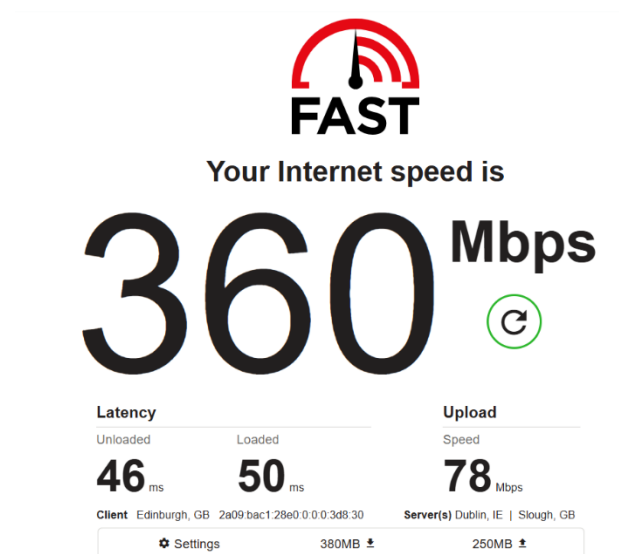 FAST
Your Internet speed is
360 Mbps
Latency
Upload
Unloaded Loaded
Speed
46 ms 50 ms
78 Mbps
Client Edinburgh, GB 2a09:bac1:28e0:0:0:0:3d8:30
Server(s) Dublin, IE | Slough, GB
Settings 380MB 250MB